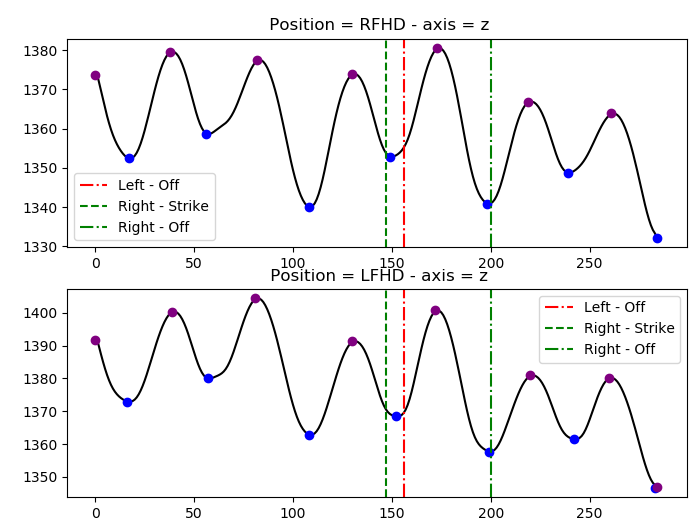 Position = RFHD - axis = z
1380
1370
1360
1350
1340
1330
Left - Off
Right - Strike
Right - Off
0 50 100 150 200 250
Position = LFHD - axis = z
1400
1390
1380
1370
1360
1350
Left - Off
Right - Strike
Right - Off
0 50 100 150 200 250